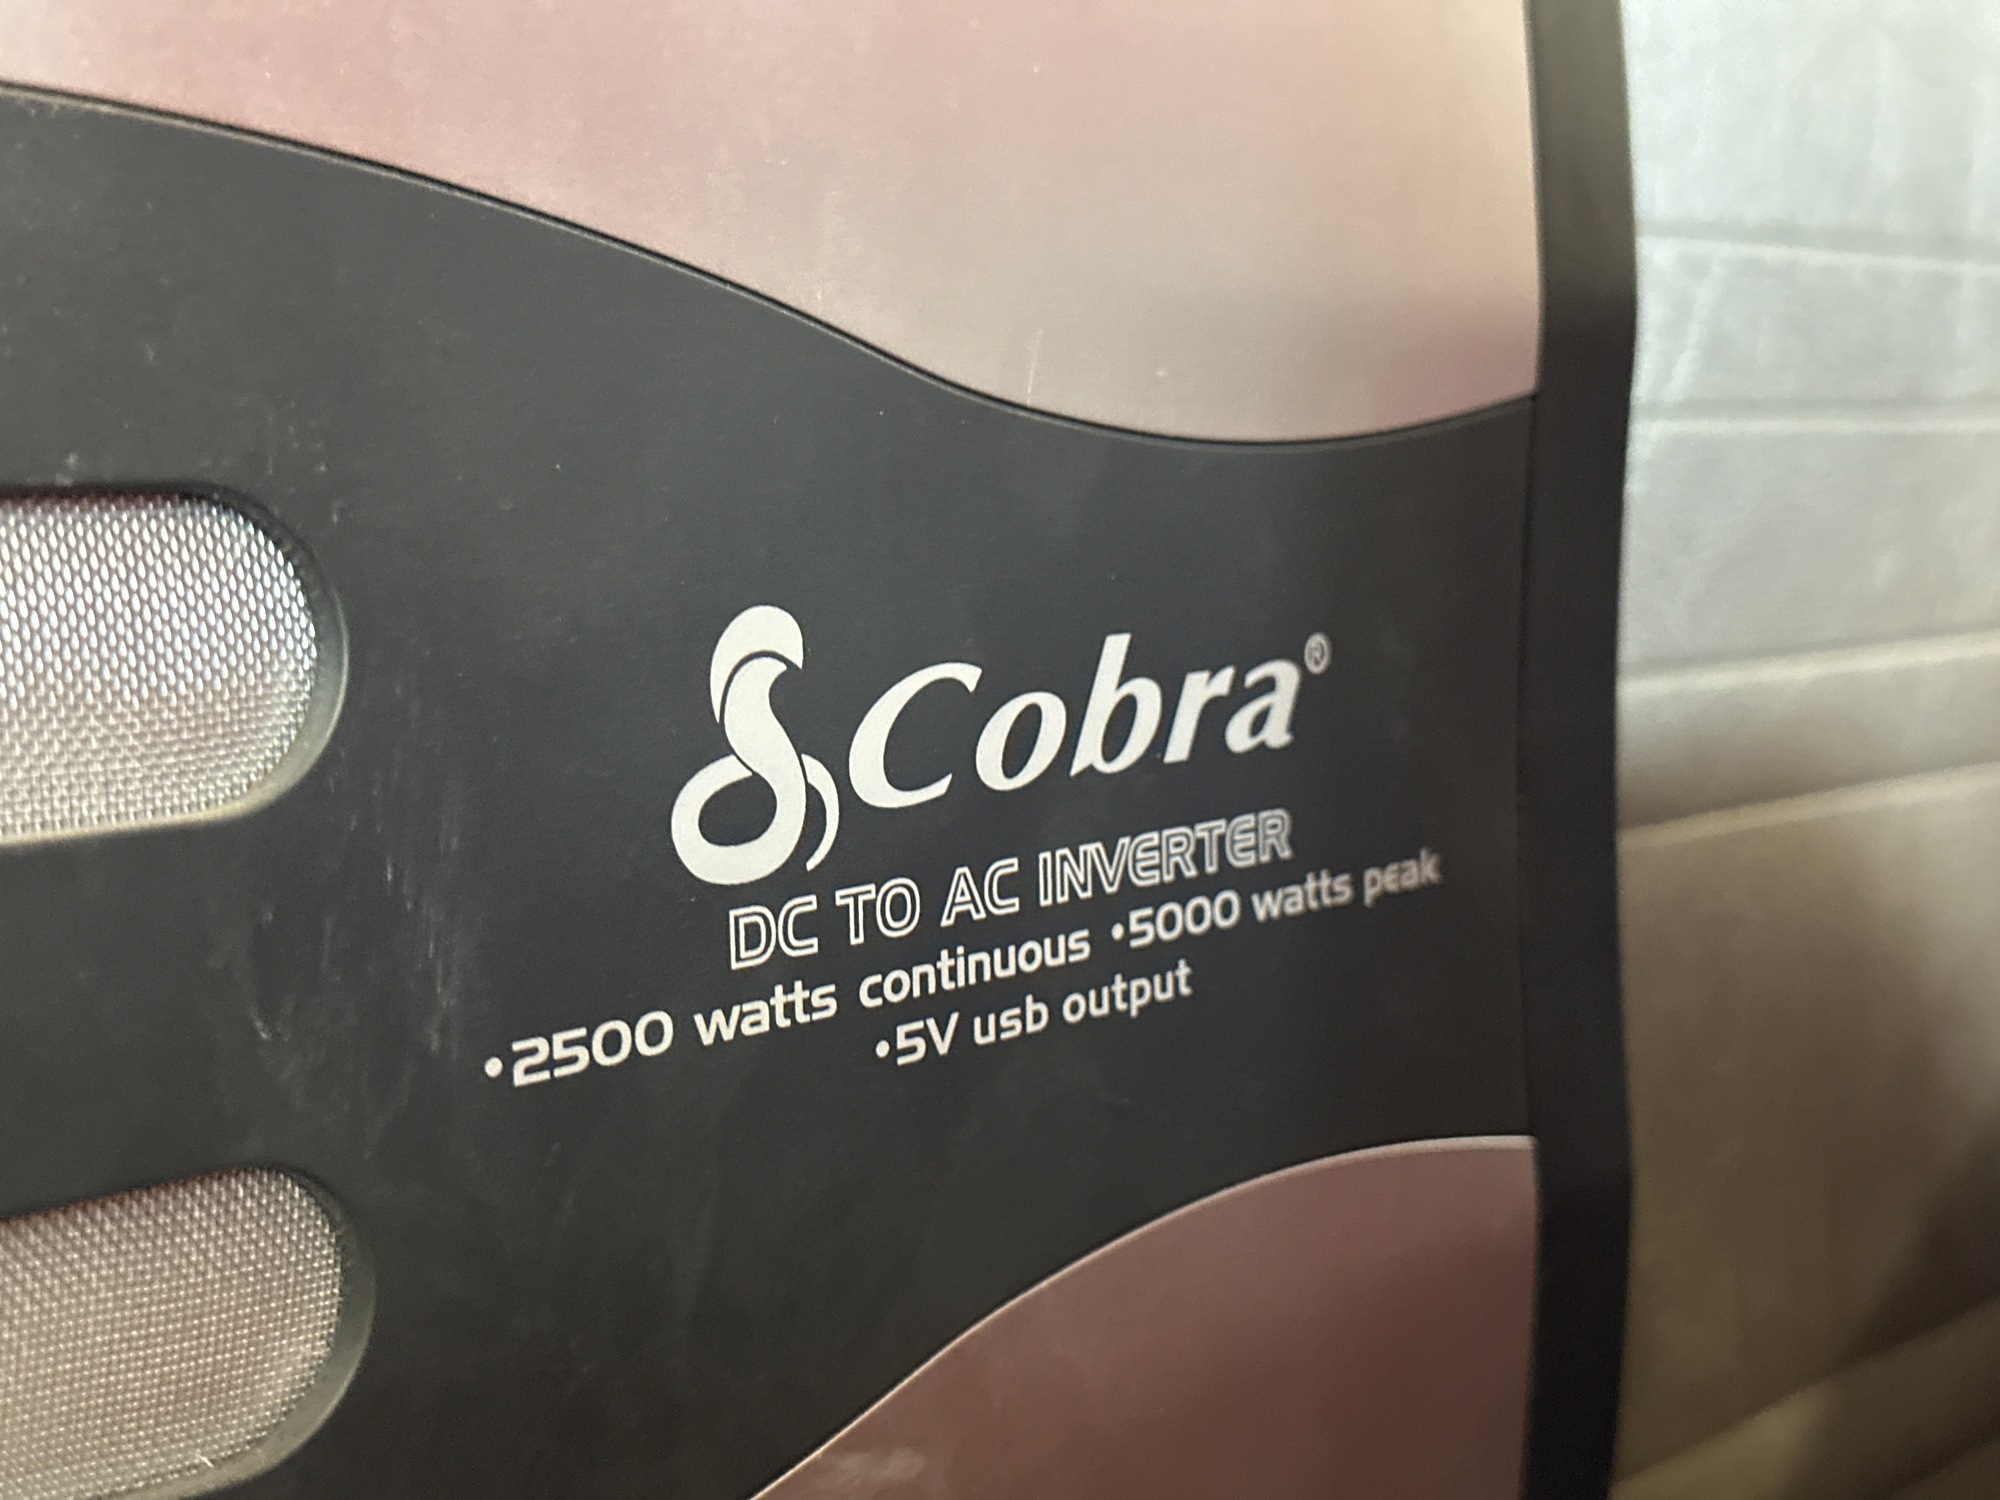 Cobra®
DC TO AC INVERTER
•2500 watts continuous •5000 watts peak
•5V usb output